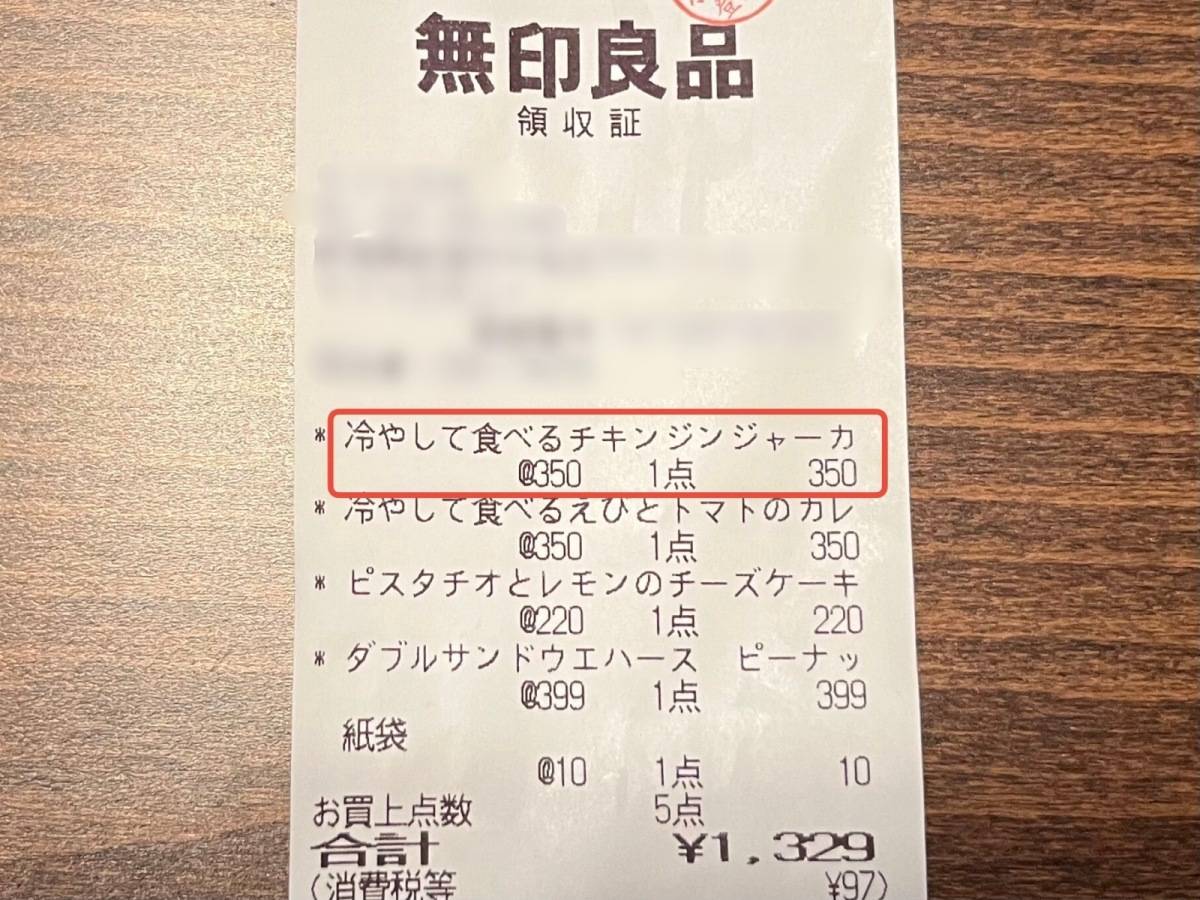 無印良品
領収証
* 冷やして食べるチキンジンジャーカ
@350 1点 350
* 冷やして食べるえびとトマトのカレ
@350 1点 350
* ピスタチオとレモンのチーズケーキ
@220 1点 220
* ダブルサンドウエハース ピーナッ
@399 1点 399
紙袋
@10 1点 10
お買上点数 5点
合計 ¥1,329
(消費税等 ¥97)